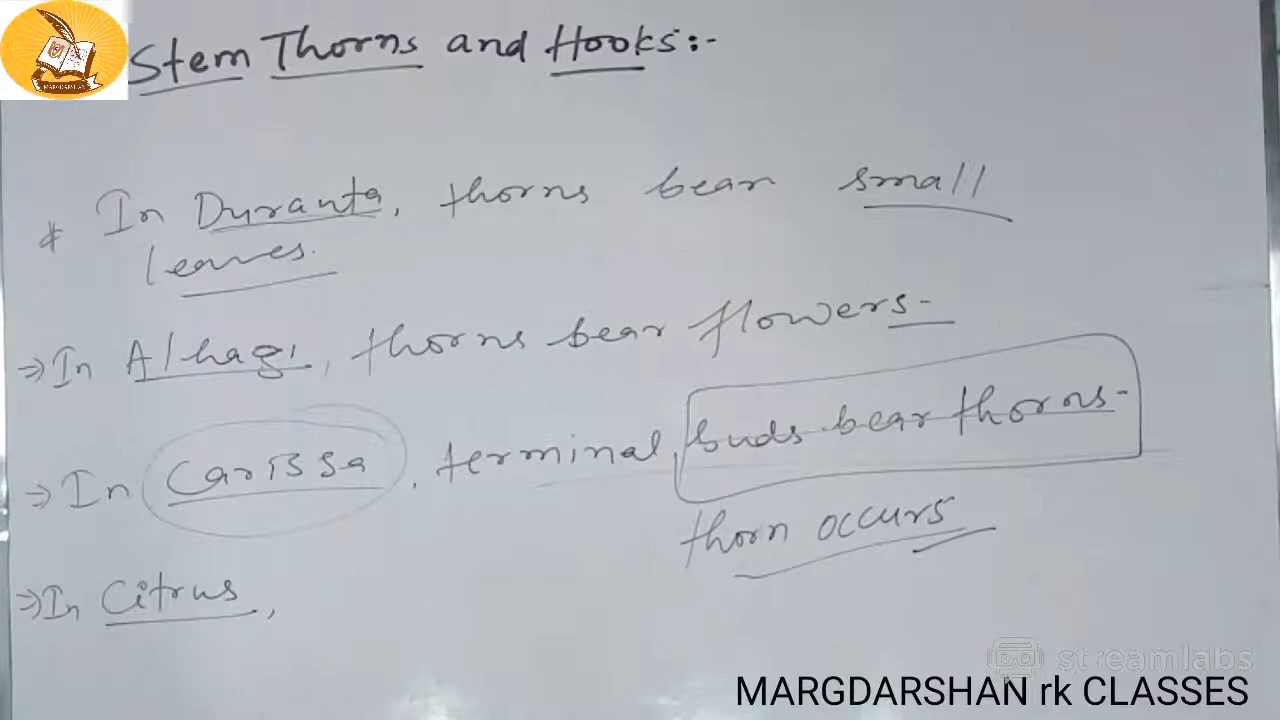 MARGDARSHAN
Stem Thorns and Hooks:-
* In Duranta, thorns bear small
leaves.
⇒ In Alhagi, thorns bear flowers-
⇒ In Carissa, terminal, buds bear thorns-
thorn occurs
⇒ In Citrus,
streamlabs
MARGDARSHAN rk CLASSES